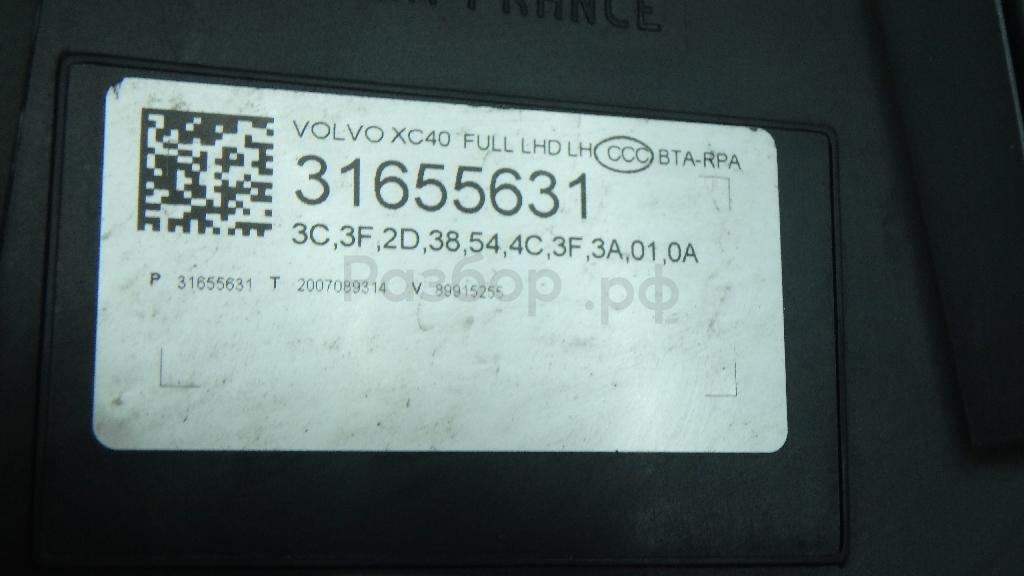 FRANCE
VOLVO XC40 FULL LHD LH CCC BTA-RPA
31655631
3C,3F,2D,38,54,4C,3F,3A,01,0A
P 31655631 T 2007089314 V 89915255
Разбор.рф